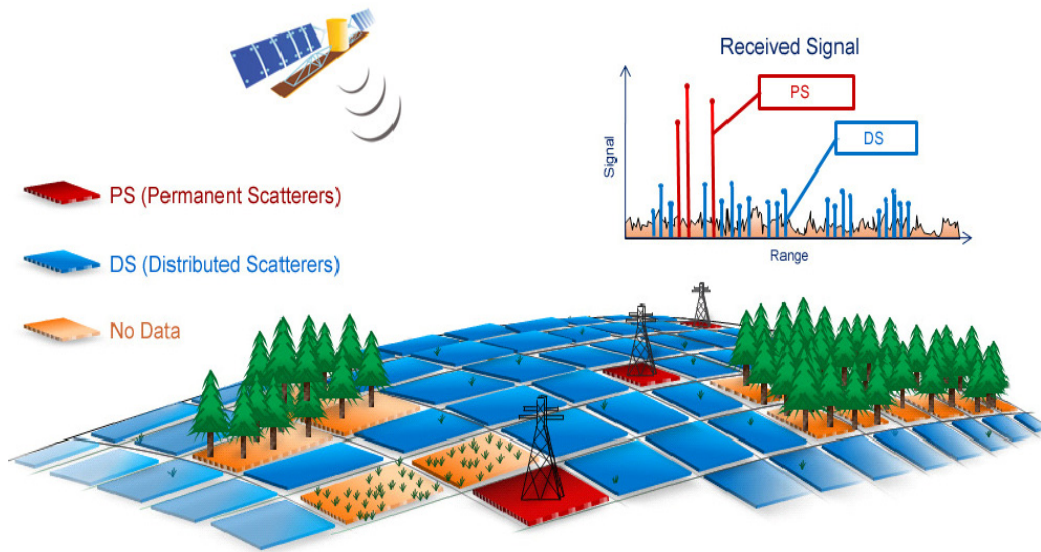 Received Signal
PS
DS
Signal
Range
PS (Permanent Scatterers)
DS (Distributed Scatterers)
No Data